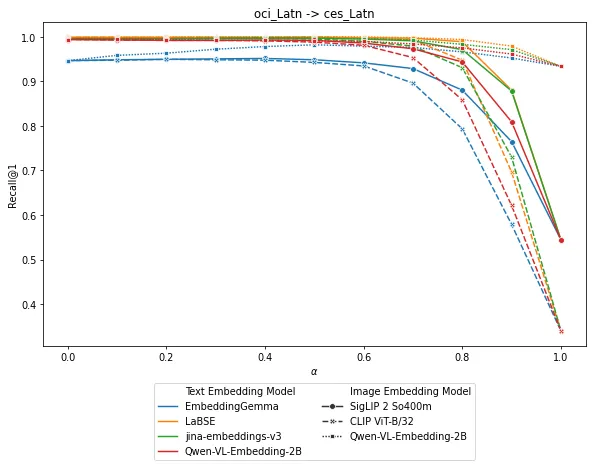 oci_Latn -> ces_Latn
Recall@1
1.0
0.9
0.8
0.7
0.6
0.5
0.4
0.0
0.2
0.4
0.6
0.8
1.0
α
Text Embedding Model
EmbeddingGemma
LaBSE
jina-embeddings-v3
Qwen-VL-Embedding-2B
Image Embedding Model
SigLIP 2 So400m
CLIP ViT-B/32
Qwen-VL-Embedding-2B